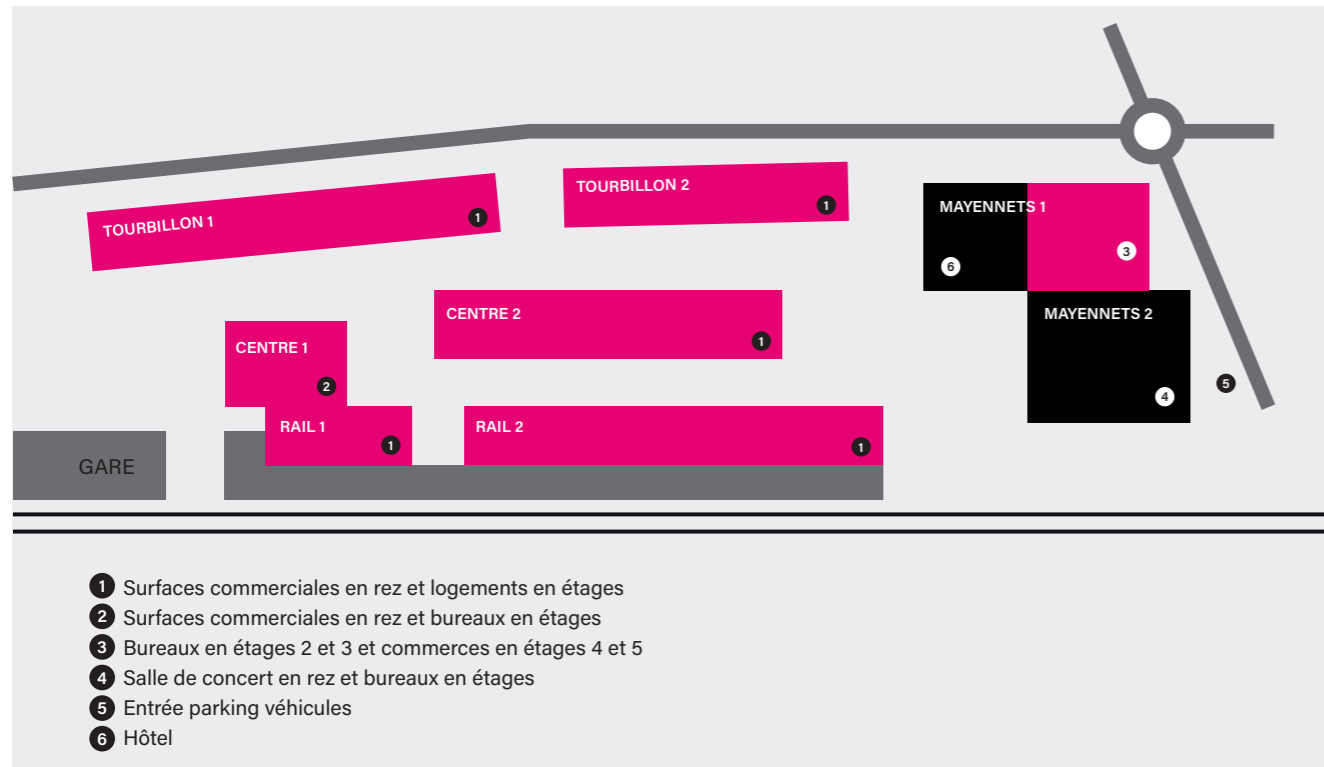 TOURBILLON 1
1
TOURBILLON 2
1
MAYENNETS 1
6
3
CENTRE 1
2
CENTRE 2
1
MAYENNETS 2
4
5
RAIL 1
1
RAIL 2
1
GARE
1 Surfaces commerciales en rez et logements en étages
2 Surfaces commerciales en rez et bureaux en étages
3 Bureaux en étages 2 et 3 et commerces en étages 4 et 5
4 Salle de concert en rez et bureaux en étages
5 Entrée parking véhicules
6 Hôtel